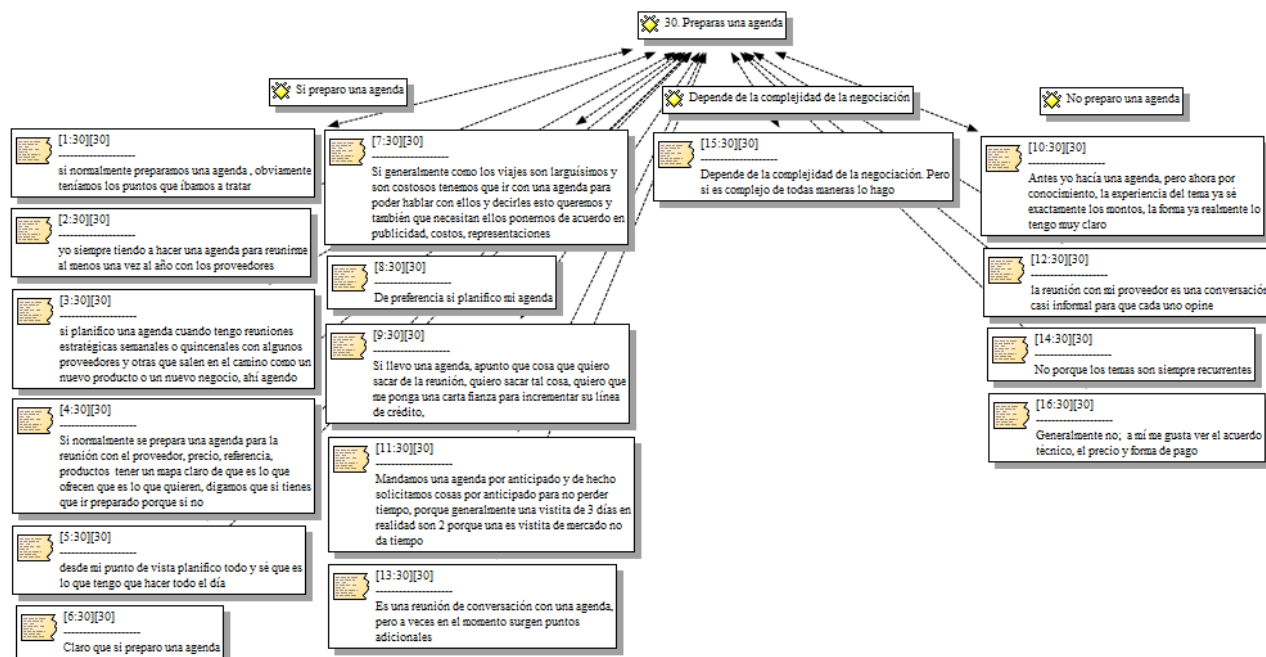 30. Preparas una agenda
Si preparo una agenda
[1:30][30]
--------------------
si normalmente preparamos una agenda , obviamente
teníamos los puntos que íbamos a tratar
[2:30][30]
--------------------
yo siempre tiendo a hacer una agenda para reunirme
al menos una vez al año con los proveedores
[3:30][30]
--------------------
si planifico una agenda cuando tengo reuniones
estratégicas semanales o quincenales con algunos
proveedores y otras que salen en el camino como un
nuevo producto o un nuevo negocio, ahí agendo
[4:30][30]
--------------------
Si normalmente se prepara una agenda para la
reunión con el proveedor, precio, referencia,
productos tener un mapa claro de que es lo que
ofrecen que es lo que quieren, digamos que si tienes
que ir preparado porque si no
[5:30][30]
--------------------
desde mi punto de vista planifico todo y sé que es
lo que tengo que hacer todo el día
[6:30][30]
--------------------
Claro que si preparo una agenda
[7:30][30]
--------------------
Si generalmente como los viajes son larguísimos y
son costosos tenemos que ir con una agenda para
poder hablar con ellos y decirles esto queremos y
también que necesitan ellos ponernos de acuerdo en
publicidad, costos, representaciones
[8:30][30]
--------------------
De preferencia si planifico mi agenda
[9:30][30]
--------------------
Si llevo una agenda, apunto que cosa que quiero
sacar de la reunión, quiero sacar tal cosa, quiero que
me ponga una carta fianza para incrementar su línea
de crédito,
[11:30][30]
--------------------
Mandamos una agenda por anticipado y de hecho
solicitamos cosas por anticipado para no perder
tiempo, porque generalmente una vistita de 3 días en
realidad son 2 porque una es vistita de mercado no
da tiempo
[13:30][30]
--------------------
Es una reunión de conversación con una agenda,
pero a veces en el momento surgen puntos
adicionales
Depende de la complejidad de la negociación
[15:30][30]
--------------------
Depende de la complejidad de negociación. Pero
si es complejo de todas maneras lo hago
No preparo una agenda
[10:30][30]
--------------------
Antes yo hacía una agenda, pero ahora por
conocimiento, la experiencia del tema ya sé
exactamente los montos, la forma ya realmente lo
tengo muy claro
[12:30][30]
--------------------
la reunión con mi proveedor es una conversación
casi informal para que cada uno opine
[14:30][30]
--------------------
No porque los temas son siempre recurrentes
[16:30][30]
--------------------
Generalmente no; a mí me gusta ver el acuerdo
técnico, el precio y forma de pago